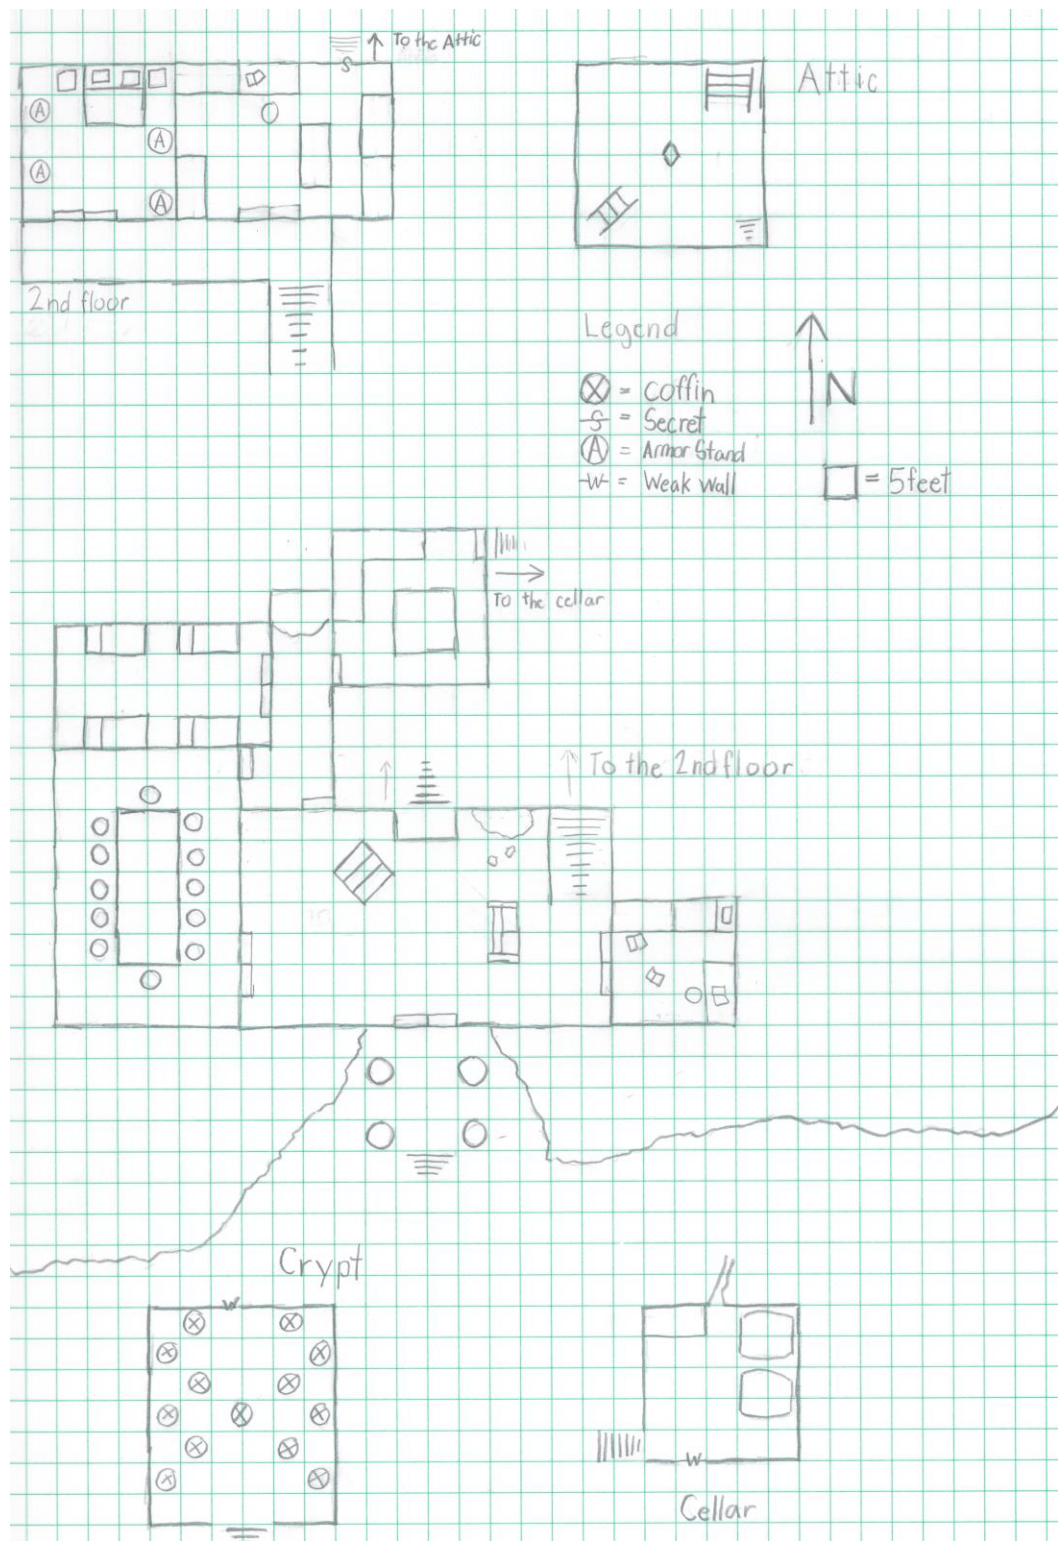 To the Attic
S
Attic
A
A
A
A
2nd floor
Legend
N
= Coffin
S = Secret
A = Armor Stand
W = Weak Wall
= 5feet
To the cellar
To the 2nd floor
Crypt
W
W
Cellar